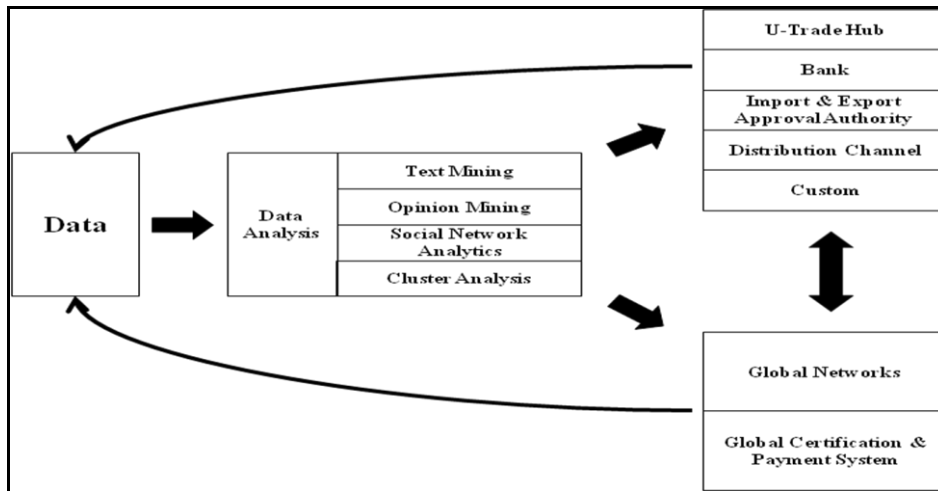 Data
Data
Analysis
Text Mining
Opinion Mining
Social Network
Analytics
Cluster Analysis
U-Trade Hub
Bank
Import & Export
Approval Authority
Distribution Channel
Custom
Global Networks
Global Certification &
Payment System